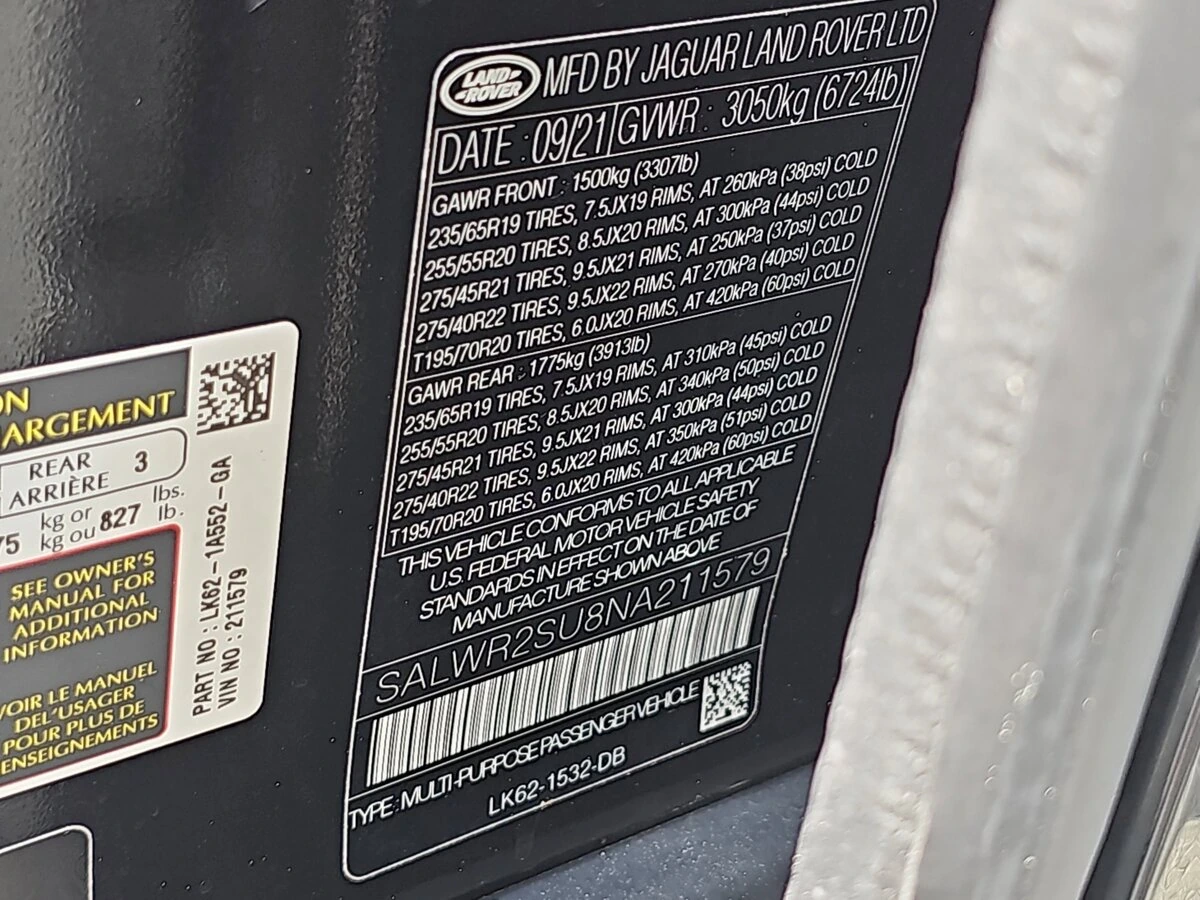 LAND ROVER
MFD BY JAGUAR LAND ROVER LTD
DATE : 09/21 GVWR : 3050kg (6724lb)
GAWR FRONT : 1500kg (3307lb)
235/65R19 TIRES, 7.5JX19 RIMS, AT 260kPa (38psi) COLD
255/55R20 TIRES, 8.5JX20 RIMS, AT 300kPa (44psi) COLD
275/45R21 TIRES, 9.5JX21 RIMS, AT 250kPa (37psi) COLD
275/40R22 TIRES, 9.5JX22 RIMS, AT 270kPa (40psi) COLD
T195/70R20 TIRES, 6.0JX20 RIMS, AT 420kPa (60psi) COLD
GAWR REAR : 1775kg (3913lb)
235/65R19 TIRES, 7.5JX19 RIMS, AT 310kPa (45psi) COLD
255/55R20 TIRES, 8.5JX20 RIMS, AT 340kPa (50psi) COLD
275/45R21 TIRES, 9.5JX21 RIMS, AT 300kPa (44psi) COLD
275/40R22 TIRES, 9.5JX22 RIMS, AT 350kPa (51psi) COLD
T195/70R20 TIRES, 6.0JX20 RIMS, AT 420kPa (60psi) COLD
THIS VEHICLE CONFORMS TO ALL APPLICABLE
U.S. FEDERAL MOTOR VEHICLE SAFETY
STANDARDS IN EFFECT ON THE DATE OF
MANUFACTURE SHOWN ABOVE
SALWR2SU8NA211579
TYPE: MULTI-PURPOSE PASSENGER VEHICLE
LK62-1532-DB
ON
ARGEMENT
REAR 3
ARRIÈRE
75 kg or 827 lbs.
kg ou lb.
SEE OWNER'S
MANUAL FOR
ADDITIONAL
INFORMATION
VOIR LE MANUEL
DEL'USAGER
POUR PLUS DE
ENSEIGNEMENTS
PART NO : LK62-1A552-GA
VIN NO : 211579